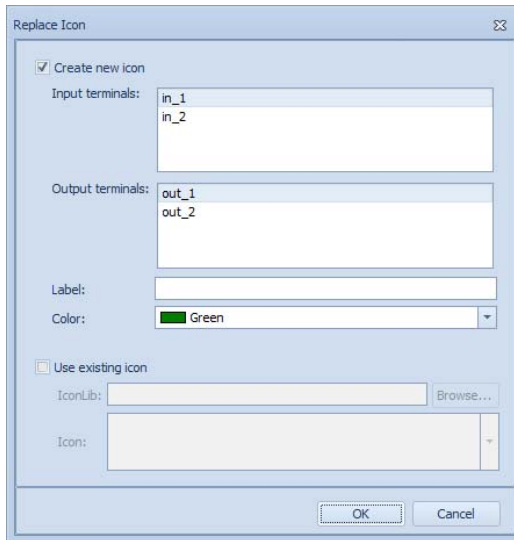 Replace Icon
Create new icon
Input terminals:
in_1
in_2
Output terminals:
out_1
out_2
Label:
Color:
Green
Use existing icon
IconLib:
Browse...
Icon:
OK
Cancel